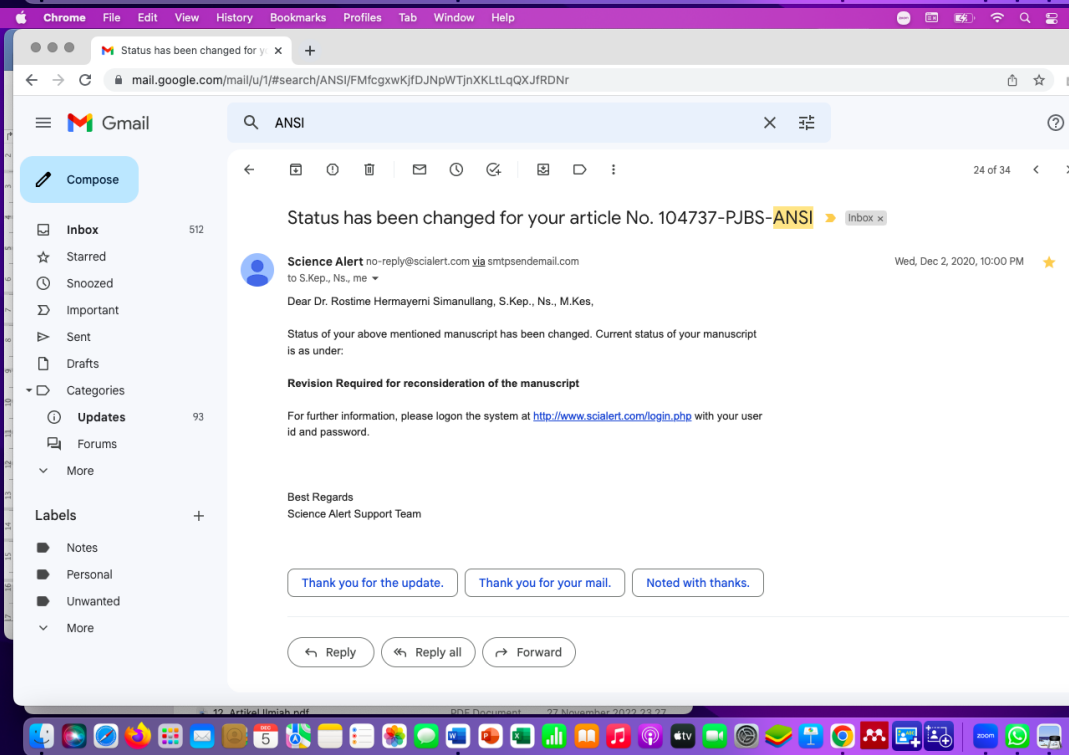 Chrome File Edit View History Bookmarks Profiles Tab Window Help
Status has been changed for y
mail.google.com/mail/u/1/#search/ANSI/FMfcgxwKjfDJNpWTjnXKLtLqQXJfRDNr
Gmail
ANSI
Compose
24 of 34
Inbox 512
Starred
Snoozed
Important
Sent
Drafts
Categories
Updates 93
Forums
More
Labels
Notes
Personal
Unwanted
More
Status has been changed for your article No. 104737-PJBS-ANSI Inbox x
Science Alert no-reply@scialert.com via smtpsendemail.com Wed, Dec 2, 2020, 10:00 PM
to S.Kep., Ns., me
Dear Dr. Rostime Hermayerni Simanullang, S.Kep., Ns., M.Kes,
Status of your above mentioned manuscript has been changed. Current status of your manuscript
is as under:
Revision Required for reconsideration of the manuscript
For further information, please logon the system at http://www.scialert.com/login.php with your user
id and password.
Best Regards
Science Alert Support Team
Thank you for the update. Thank you for your mail. Noted with thanks.
Reply Reply all Forward
12. Artikel Ilmiah.pdf PDF Document 27 November 2022 23.27
5
tv
zoom